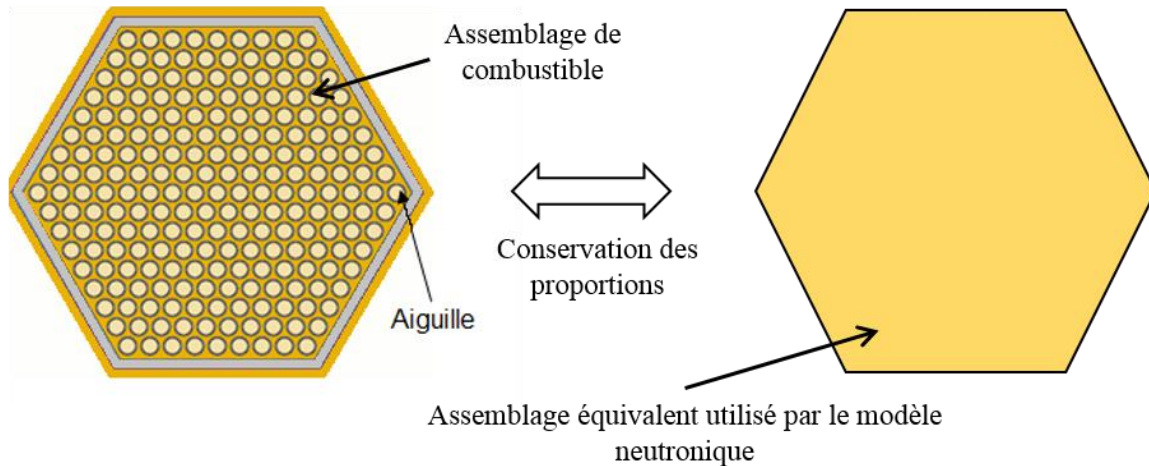 Assemblage de
combustible
Conservation des
proportions
Aiguille
Assemblage équivalent utilisé par le modèle
neutronique